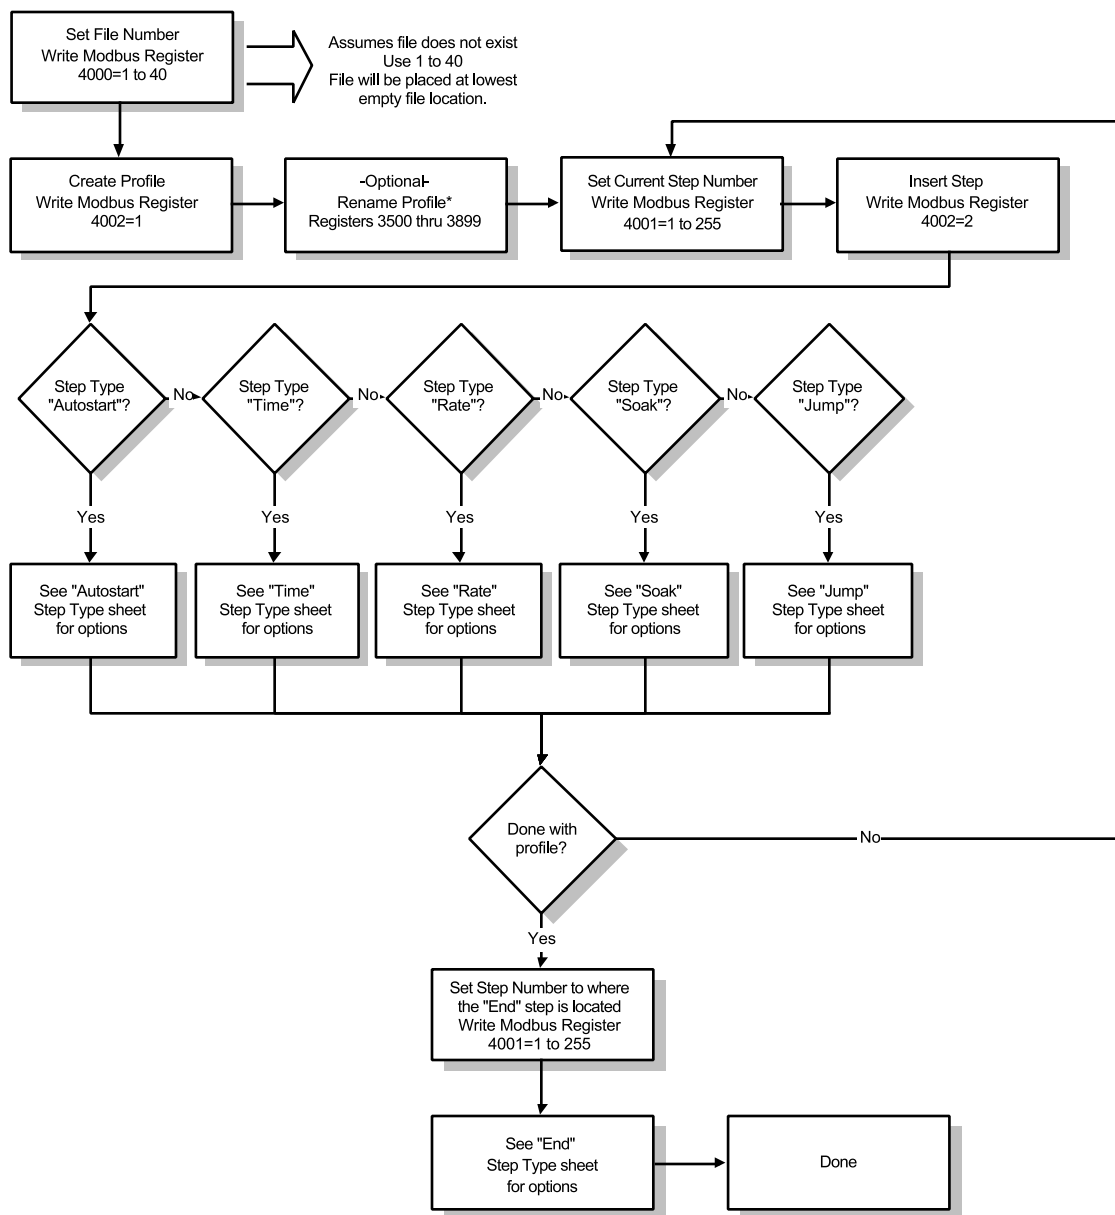 Set File Number
Write Modbus Register
4000=1 to 40
Assumes file does not exist
Use 1 to 40
File will be placed at lowest
empty file location.
Create Profile
Write Modbus Register
4002=1
-Optional-
Rename Profile*
Registers 3500 thru 3899
Set Current Step Number
Write Modbus Register
4001=1 to 255
Insert Step
Write Modbus Register
4002=2
Step Type
"Autostart"?
No
Step Type
"Time"?
No
Step Type
"Rate"?
No
Step Type
"Soak"?
No
Step Type
"Jump"?
Yes
Yes
Yes
Yes
Yes
See "Autostart"
Step Type sheet
for options
See "Time"
Step Type sheet
for options
See "Rate"
Step Type sheet
for options
See "Soak"
Step Type sheet
for options
See "Jump"
Step Type sheet
for options
Done with
profile?
No
Yes
Set Step Number to where
the "End" step is located
Write Modbus Register
4001=1 to 255
See "End"
Step Type sheet
for options
Done